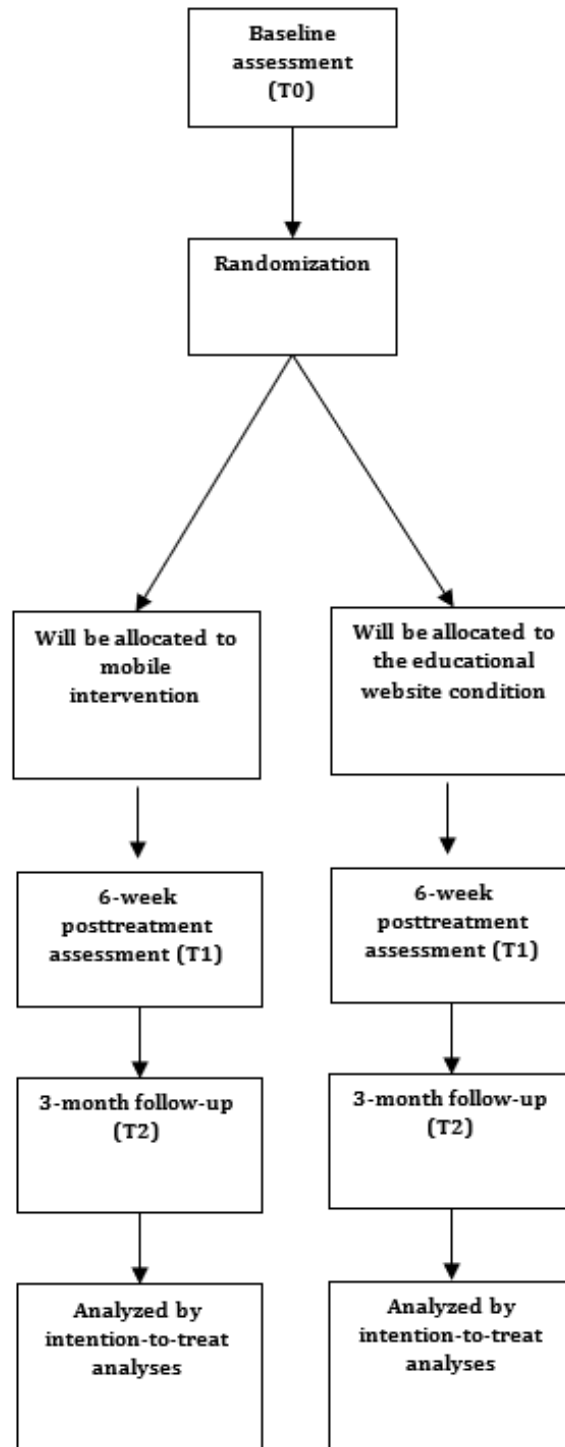 Baseline
assessment
(T0)
Randomization
Will be allocated to
mobile
intervention
Will be allocated to
the educational
website condition
6-week
posttreatment
assessment (T1)
6-week
posttreatment
assessment (T1)
3-month follow-up
(T2)
3-month follow-up
(T2)
Analyzed by
intention-to-treat
analyses
Analyzed by
intention-to-treat
analyses